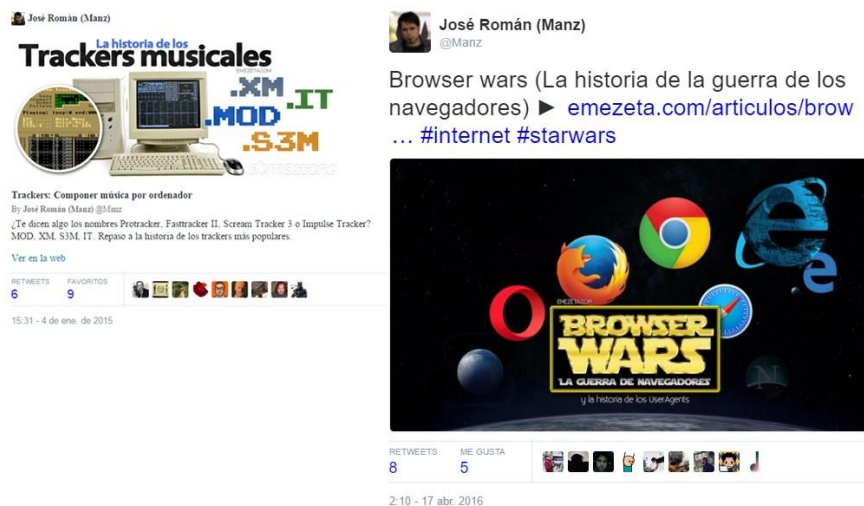 José Román (Manz)
La historia de los
Trackers musicales
EMEZETA.COM
.XM
.IT
.MOD
.S3M
Trackers: Componer música por ordenador
By José Román (Manz) @Manz
¿Te dicen algo los nombres Protracker, Fasttracker II, Scream Tracker 3 o Impulse Tracker?
MOD, XM, S3M, IT. Repaso a la historia de los trackers más populares.
Ver en la web
RETWEETS FAVORITOS
6 9
15:31 - 4 de ene. de 2015
José Román (Manz)
@Manz
Browser wars (La historia de la guerra de los
navegadores) ► emezeta.com/articulos/brow
… #internet #starwars
EMEZETA.COM
BROWSER
WARS
LA GUERRA DE NAVEGADORES
y la historia de los UserAgents
N
RETWEETS ME GUSTA
8 5
2:10 - 17 abr. 2016